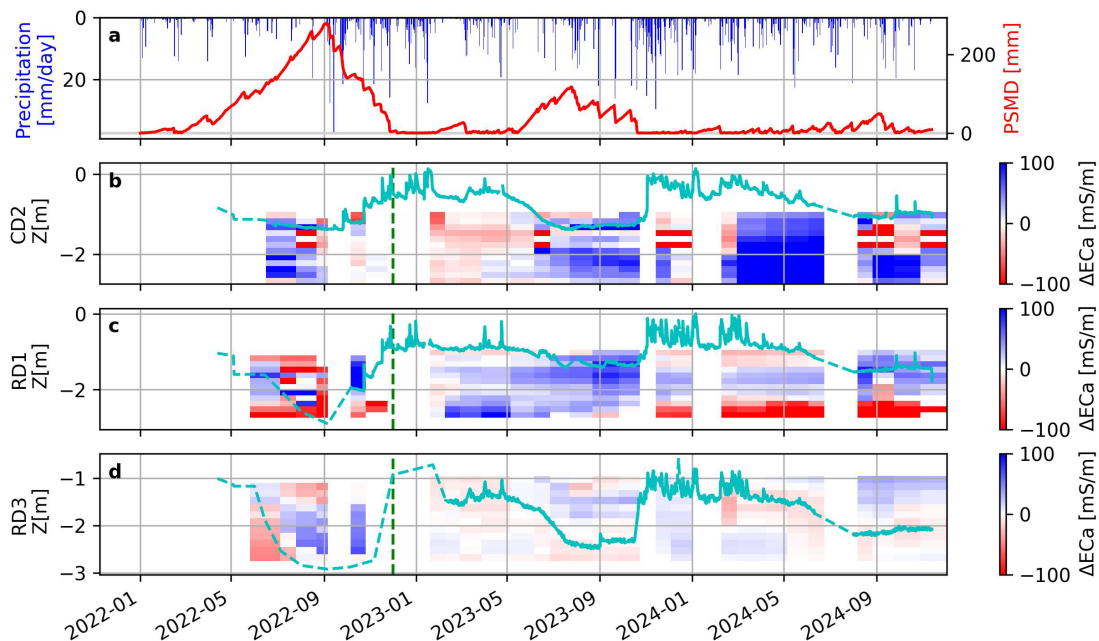 0
20
Precipitation
[mm/day]
a
200
0
PSMD [mm]
0
−2
CD2
Z[m]
b
100
0
−100
ΔECa [mS/m]
0
−2
RD1
Z[m]
c
100
0
−100
ΔECa [mS/m]
−1
−2
−3
RD3
Z[m]
d
100
0
−100
ΔECa [mS/m]
2022-01
2022-05
2022-09
2023-01
2023-05
2023-09
2024-01
2024-05
2024-09